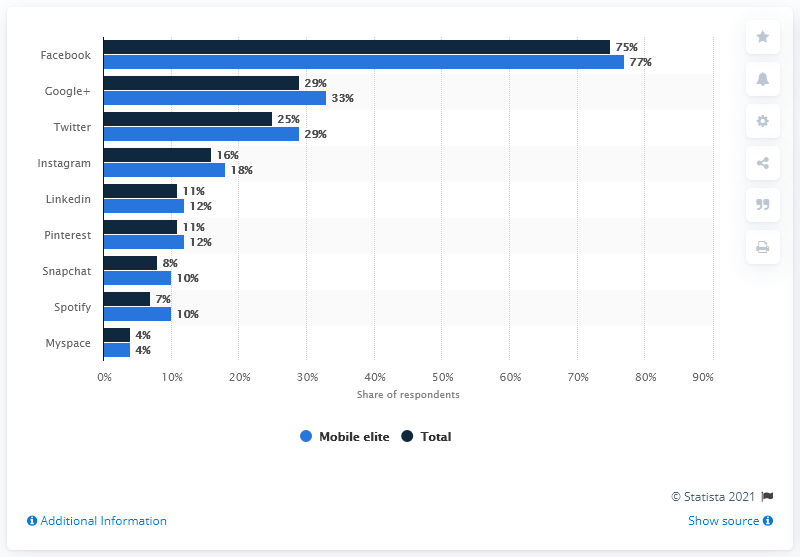 Facebook 75%
77%
Google+ 29%
33%
Twitter 25%
29%
Instagram 16%
18%
Linkedin 11%
12%
Pinterest 11%
12%
Snapchat 8%
10%
Spotify 7%
10%
Myspace 4%
4%
0% 10% 20% 30% 40% 50% 60% 70% 80% 90%
Share of respondents
Mobile elite Total
© Statista 2021
Additional Information Show source